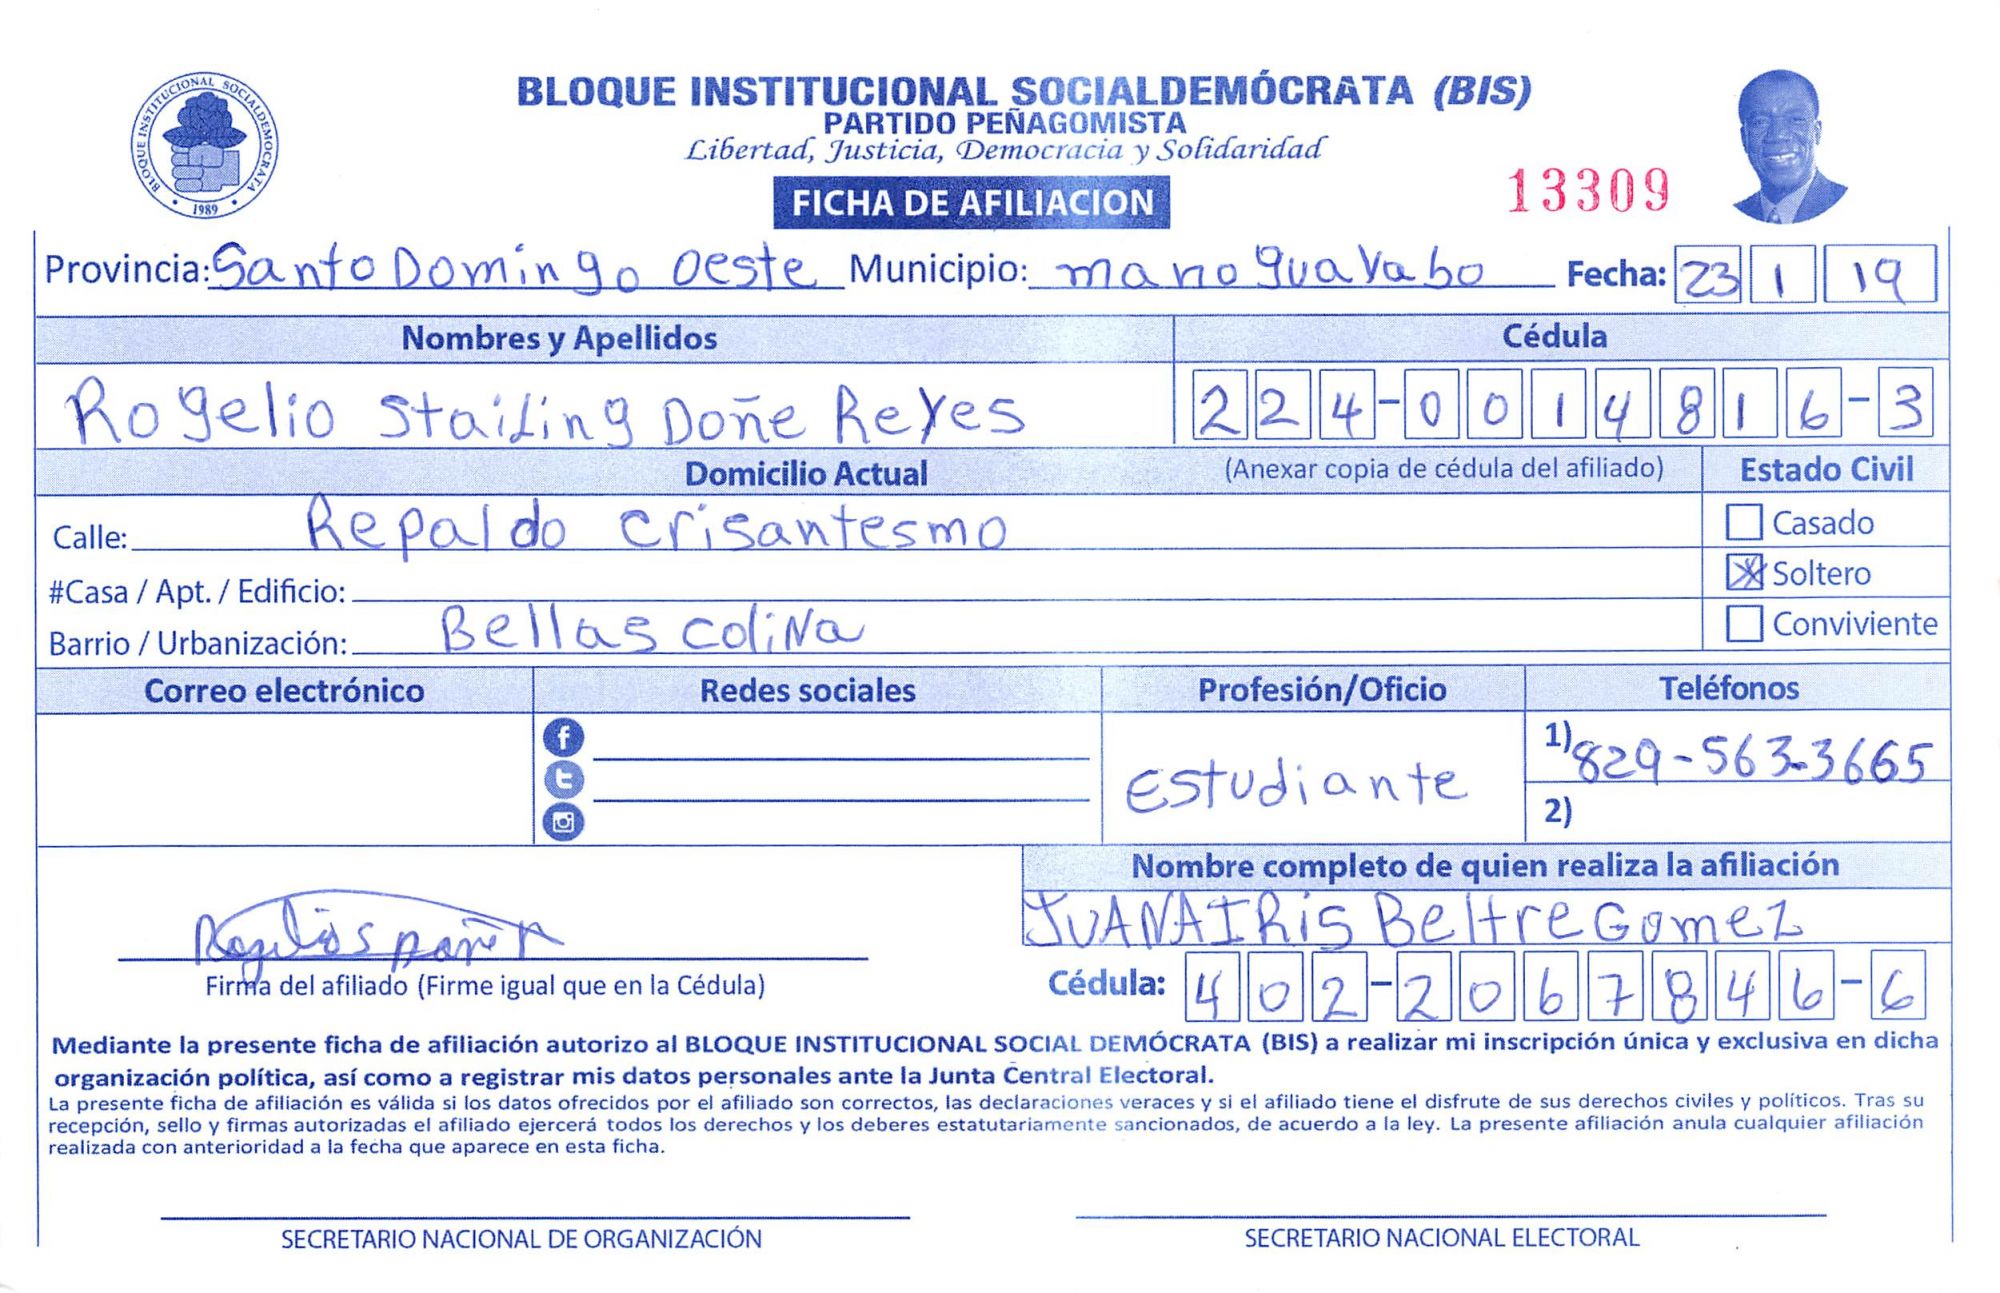 BLOQUE INSTITUCIONAL SOCIALDEMOCRATA
1989
BLOQUE INSTITUCIONAL SOCIALDEMÓCRATA (BIS)
PARTIDO PEÑAGOMISTA
Libertad, Justicia, Democracia y Solidaridad
FICHA DE AFILIACION
13309
Provincia: Santo Domingo oeste Municipio: manoguayabo Fecha: 23 1 19
Nombres y Apellidos Cédula
Rogelio Stailing Doñe Reyes 224-0014816-3
Domicilio Actual (Anexar copia de cédula del afiliado) Estado Civil
Calle: Repaldo crisantesmo Casado
#Casa / Apt. / Edificio: Soltero
Barrio / Urbanización: Bellas coliNa Conviviente
Correo electrónico Redes sociales Profesión/Oficio Teléfonos
Estudiante 1) 829-563-3665
2)
Nombre completo de quien realiza la afiliación
JUANAIRis BeltreGomez
Firma del afiliado (Firme igual que en la Cédula) Cédula: 402-2067846-6
Mediante la presente ficha de afiliación autorizo al BLOQUE INSTITUCIONAL SOCIAL DEMÓCRATA (BIS) a realizar mi inscripción única y exclusiva en dicha
organización política, así como a registrar mis datos personales ante la Junta Central Electoral.
La presente ficha de afiliación es válida si los datos ofrecidos por el afiliado son correctos, las declaraciones veraces y si el afiliado tiene el disfrute de sus derechos civiles y políticos. Tras su
recepción, sello y firmas autorizadas el afiliado ejercerá todos los derechos y los deberes estatutariamente sancionados, de acuerdo a la ley. La presente afiliación anula cualquier afiliación
realizada con anterioridad a la fecha que aparece en esta ficha.
SECRETARIO NACIONAL DE ORGANIZACIÓN SECRETARIO NACIONAL ELECTORAL